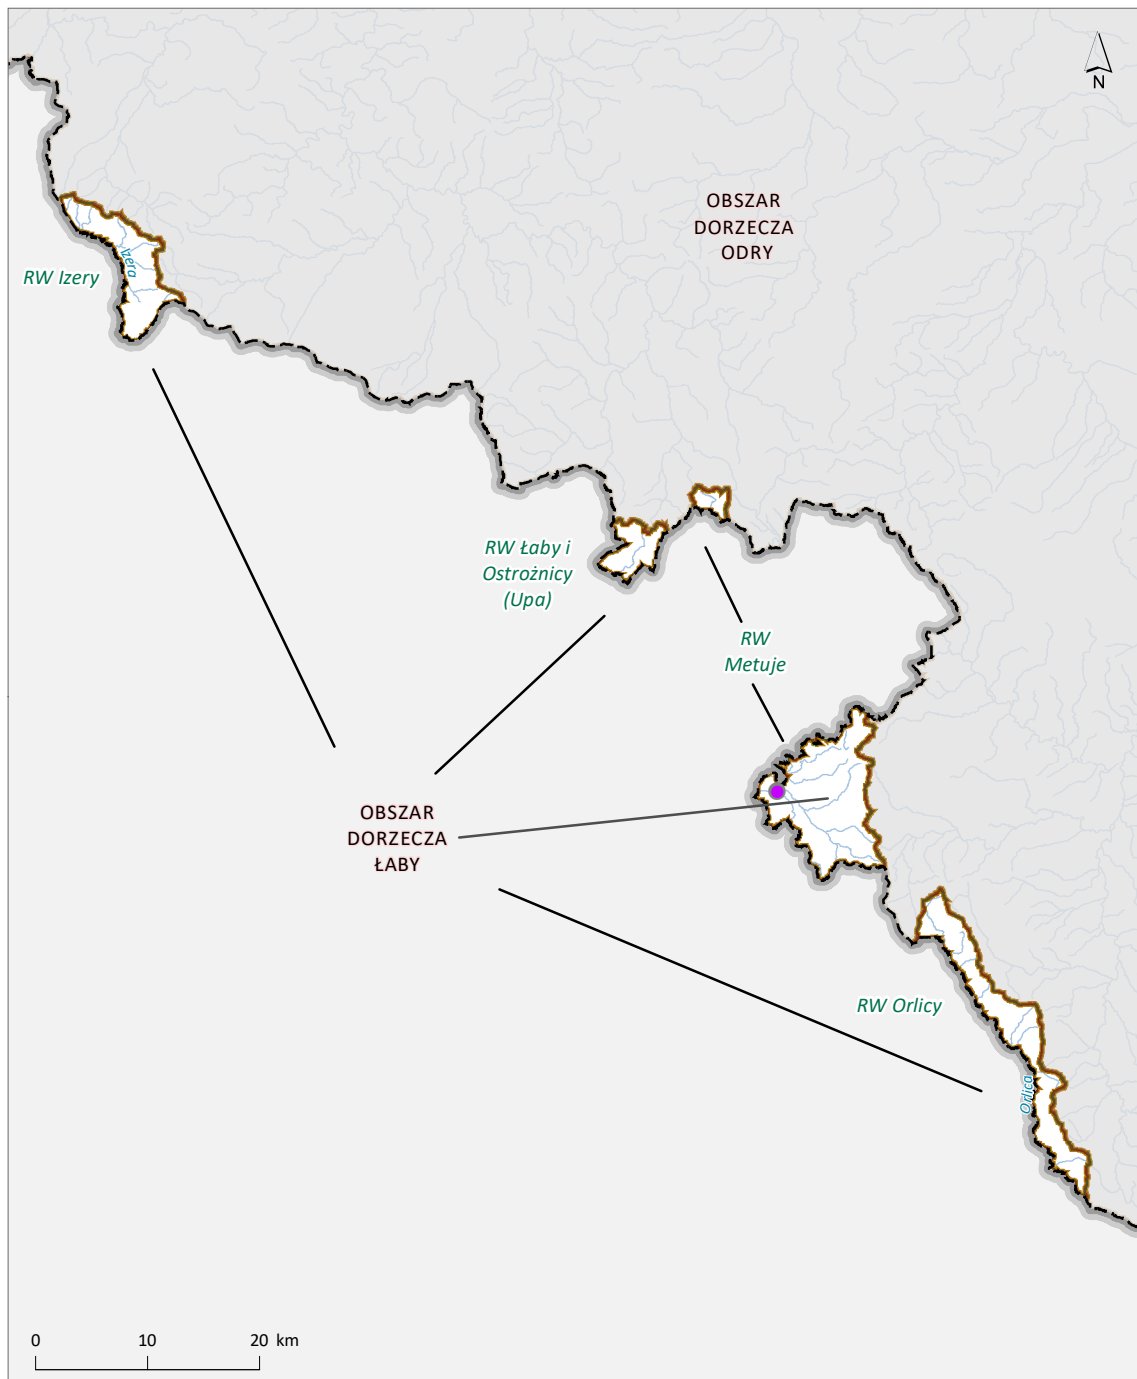 N
OBSZAR
DORZECZA
ODRY
Izera
RW Izery
RW Łaby i
Ostrożnicy
(Upa)
RW
Metuje
OBSZAR
DORZECZA
ŁABY
RW Orlicy
Orlica
0 10 20 km